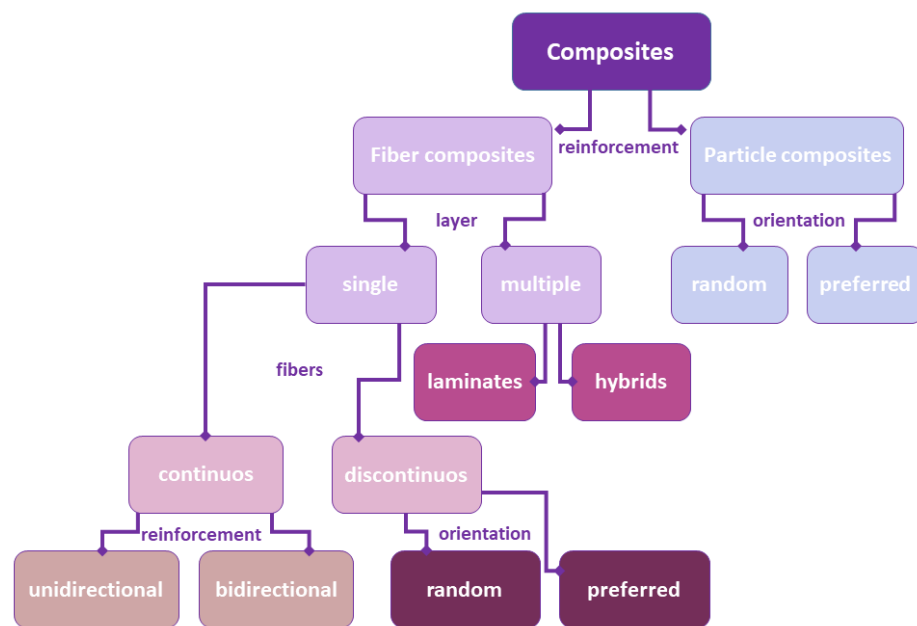 Composites
Fiber composites
reinforcement
Particle composites
layer
orientation
single
multiple
random
preferred
fibers
laminates
hybrids
continuos
discontinuos
reinforcement
orientation
unidirectional
bidirectional
random
preferred